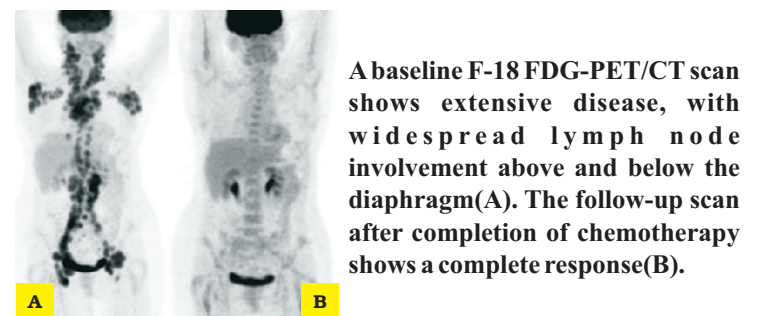 A baseline F-18 FDG-PET/CT scan
shows extensive disease, with
widespread lymph node
involvement above and below the
diaphragm(A). The follow-up scan
after completion of chemotherapy
shows a complete response(B).
A
B